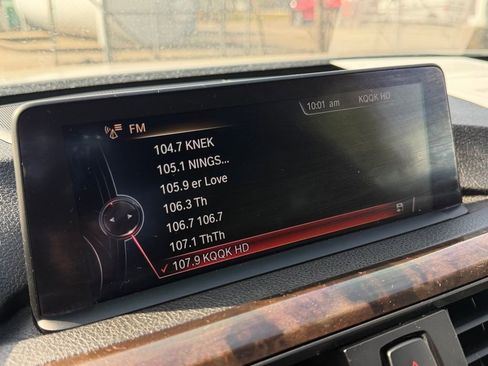 FM
10:01 am KQQK HD
104.7 KNEK
105.1 NINGS...
105.9 er Love
106.3 Th
106.7 106.7
107.1 ThTh
107.9 KQQK HD